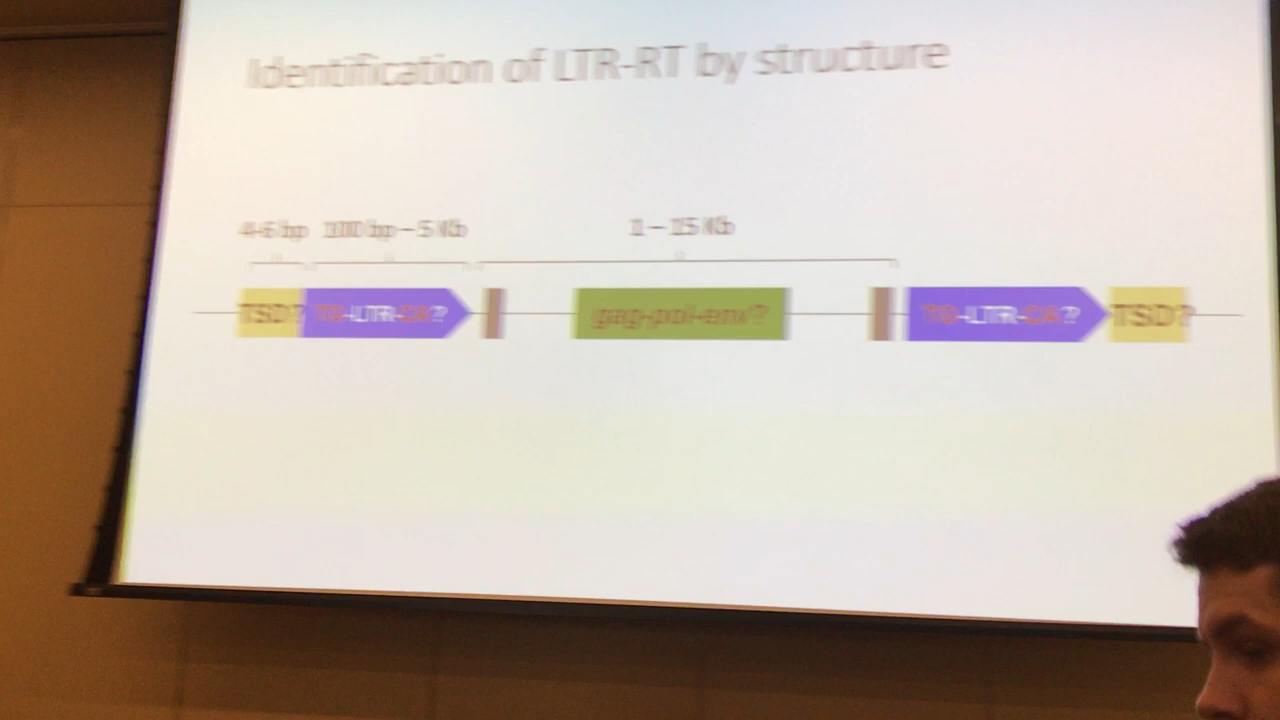 Identification of LTR-RT by structure
4-6 bp 100 bp – 5 Kb 1 – 15 Kb
TSD? TG-LTR-CA? gag-pol-env? TG-LTR-CA? TSD?